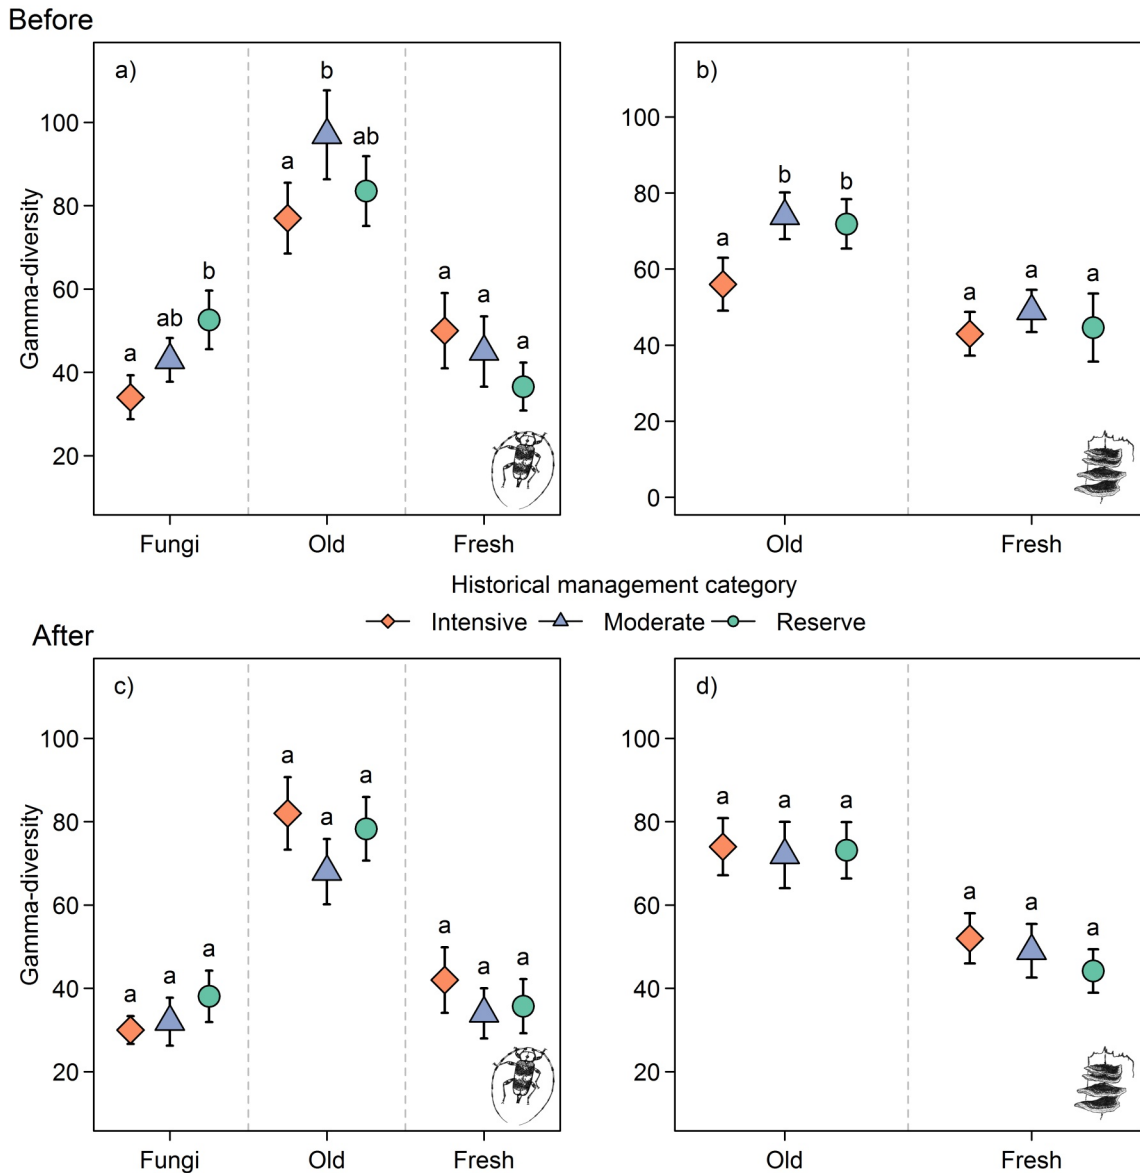 Before
a)
b
a
ab
b
ab
a
a
a
a
100
80
60
40
20
Gamma-diversity
Fungi Old Fresh
b)
a
b
b
a
a
a
100
80
60
40
20
0
Old Fresh
Historical management category
Intensive Moderate Reserve
After
c)
a
a
a
a
a
a
a
a
a
100
80
60
40
20
Gamma-diversity
Fungi Old Fresh
d)
a
a
a
a
a
a
100
80
60
40
20
Old Fresh